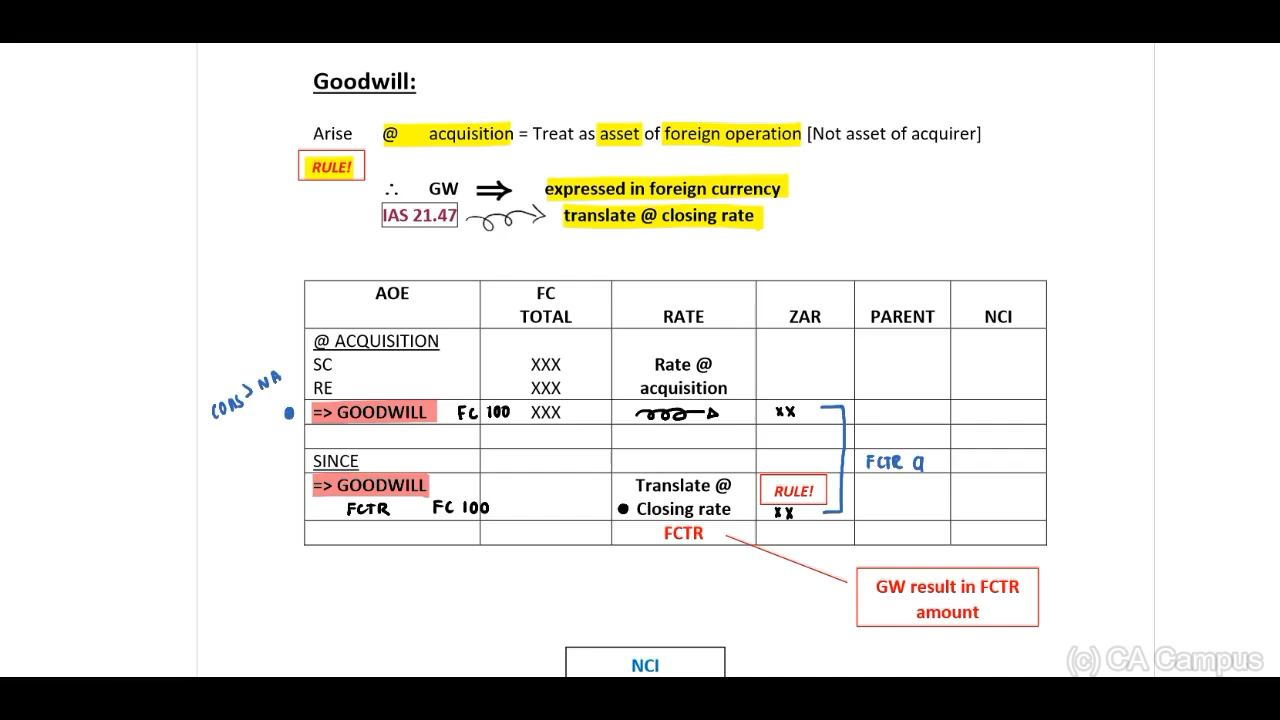 Goodwill:
Arise @ acquisition = Treat as asset of foreign operation [Not asset of acquirer]
RULE!
∴ GW ⇒ expressed in foreign currency
IAS 21.47 translate @ closing rate
AOE FC TOTAL RATE ZAR PARENT NCI
@ ACQUISITION
SC XXX Rate @
RE XXX acquisition
CONS > NA
=> GOODWILL FC 100 XXX xx
SINCE FCTR
=> GOODWILL Translate @ RULE!
FCTR FC 100 Closing rate xx
FCTR
GW result in FCTR
amount
NCI
(c) CA Campus